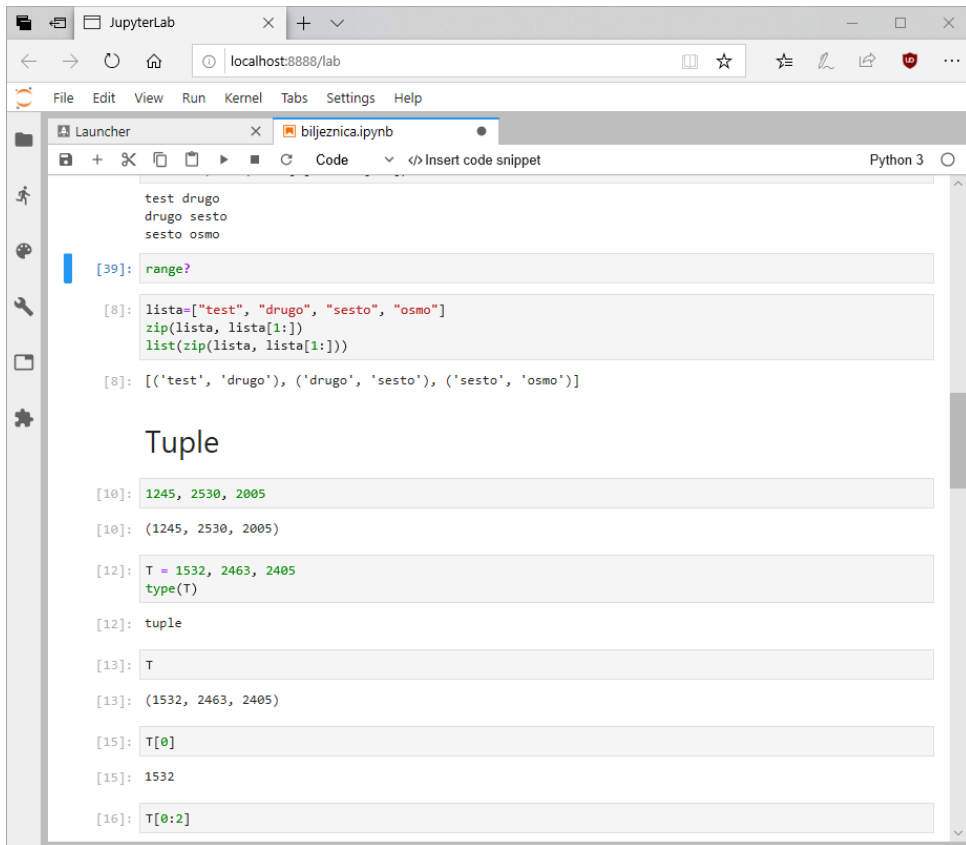 JupyterLab
localhost:8888/lab
File Edit View Run Kernel Tabs Settings Help
Launcher biljeznica.ipynb
Code </> Insert code snippet Python 3
test drugo
drugo sesto
sesto osmo
[39]: range?
[8]: lista=["test", "drugo", "sesto", "osmo"]
zip(lista, lista[1:])
list(zip(lista, lista[1:]))
[8]: [('test', 'drugo'), ('drugo', 'sesto'), ('sesto', 'osmo')]
Tuple
[10]: 1245, 2530, 2005
[10]: (1245, 2530, 2005)
[12]: T = 1532, 2463, 2405
type(T)
[12]: tuple
[13]: T
[13]: (1532, 2463, 2405)
[15]: T[0]
[15]: 1532
[16]: T[0:2]